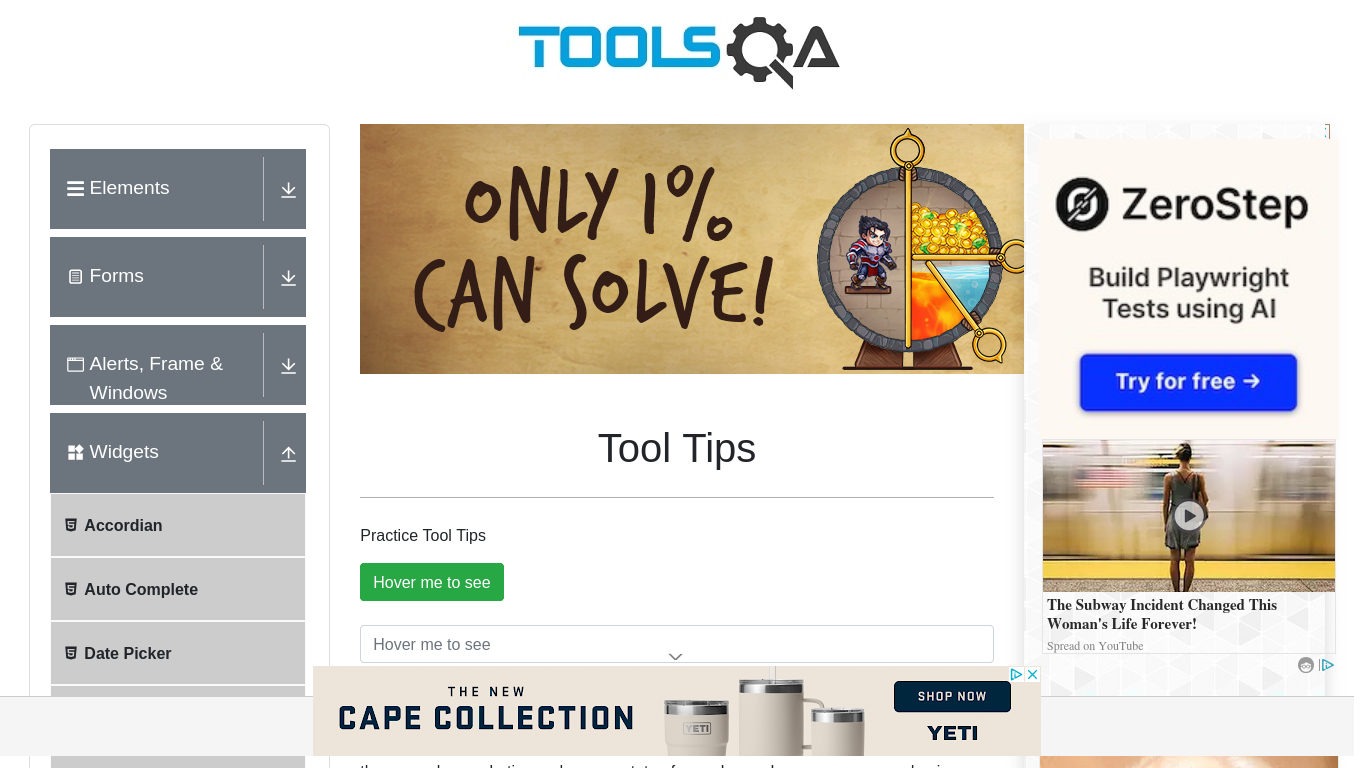 TOOLSQA
Elements
Forms
Alerts, Frame &
Windows
Widgets
Accordian
Auto Complete
Date Picker
ONLY 1%
CAN SOLVE!
Tool Tips
Practice Tool Tips
Hover me to see
Hover me to see
ZeroStep
Build Playwright
Tests using AI
Try for free →
The Subway Incident Changed This
Woman's Life Forever!
Spread on YouTube
THE NEW
CAPE COLLECTION
YETI
SHOP NOW
YETI